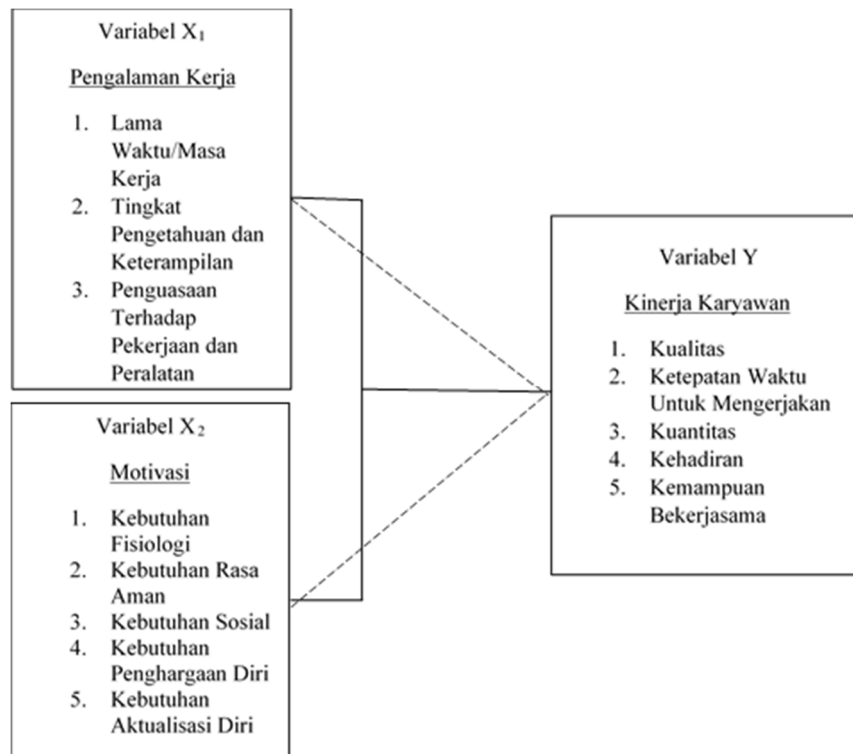 Variabel X₁
Pengalaman Kerja
1. Lama
Waktu/Masa
Kerja
2. Tingkat
Pengetahuan dan
Keterampilan
3. Penguasaan
Terhadap
Pekerjaan dan
Peralatan
Variabel X₂
Motivasi
1. Kebutuhan
Fisiologi
2. Kebutuhan Rasa
Aman
3. Kebutuhan Sosial
4. Kebutuhan
Penghargaan Diri
5. Kebutuhan
Aktualisasi Diri
Variabel Y
Kinerja Karyawan
1. Kualitas
2. Ketepatan Waktu
Untuk Mengerjakan
3. Kuantitas
4. Kehadiran
5. Kemampuan
Bekerjasama